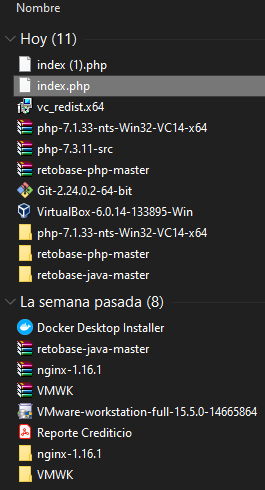 Nombre
Hoy (11)
index (1).php
index.php
vc_redist.x64
php-7.1.33-nts-Win32-VC14-x64
php-7.3.11-src
retobase-php-master
Git-2.24.0.2-64-bit
VirtualBox-6.0.14-133895-Win
php-7.1.33-nts-Win32-VC14-x64
retobase-php-master
retobase-java-master
La semana pasada (8)
Docker Desktop Installer
retobase-java-master
nginx-1.16.1
VMWK
VMware-workstation-full-15.5.0-14665864
Reporte Crediticio
nginx-1.16.1
VMWK